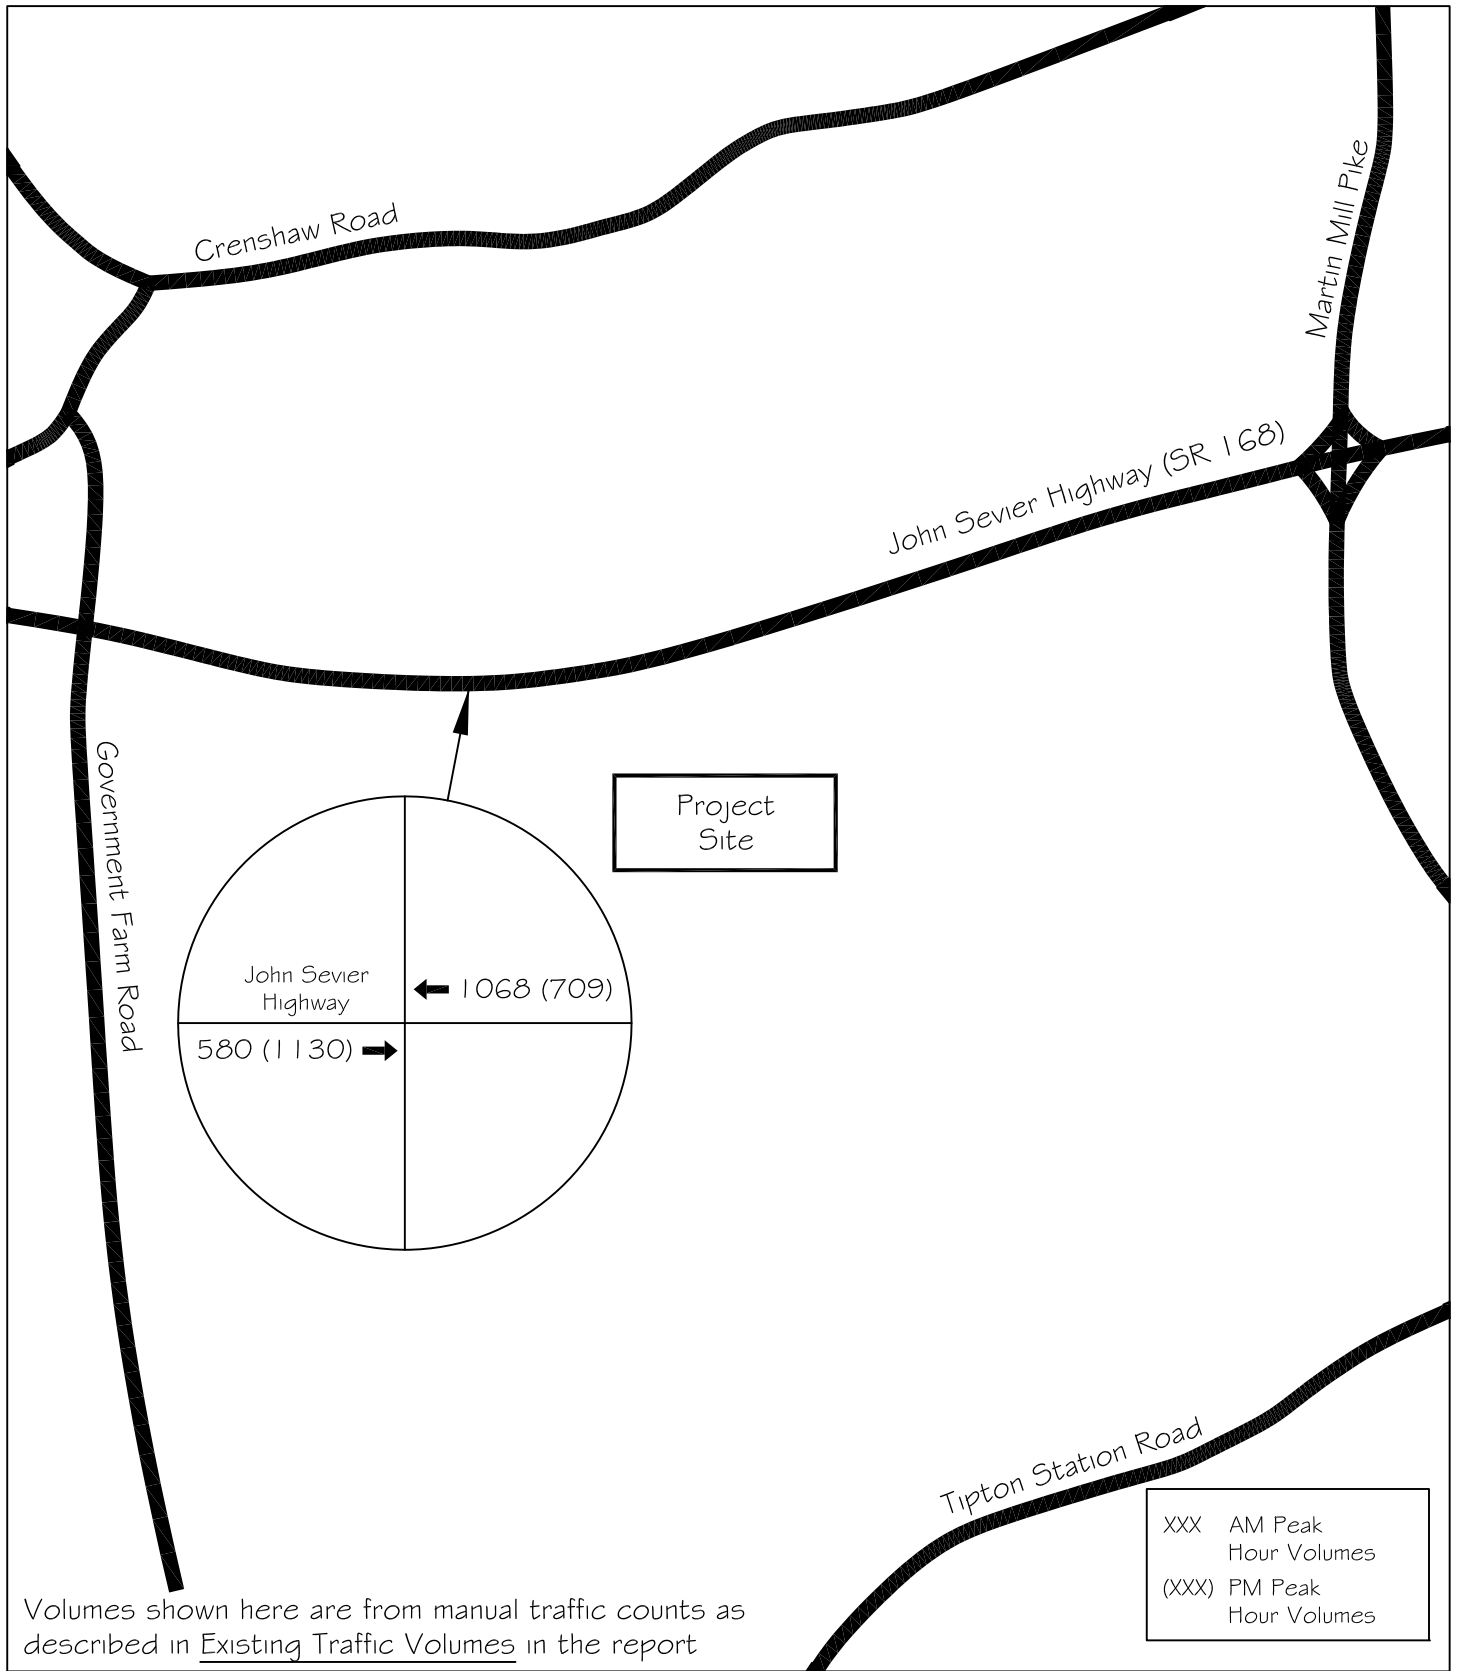 Crenshaw Road
Martin Mill Pike
John Sevier Highway (SR 168)
Government Farm Road
Project
Site
John Sevier
Highway
1068 (709)
580 (1130)
Tipton Station Road
XXX AM Peak
Hour Volumes
(XXX) PM Peak
Hour Volumes
Volumes shown here are from manual traffic counts as
described in Existing Traffic Volumes in the report